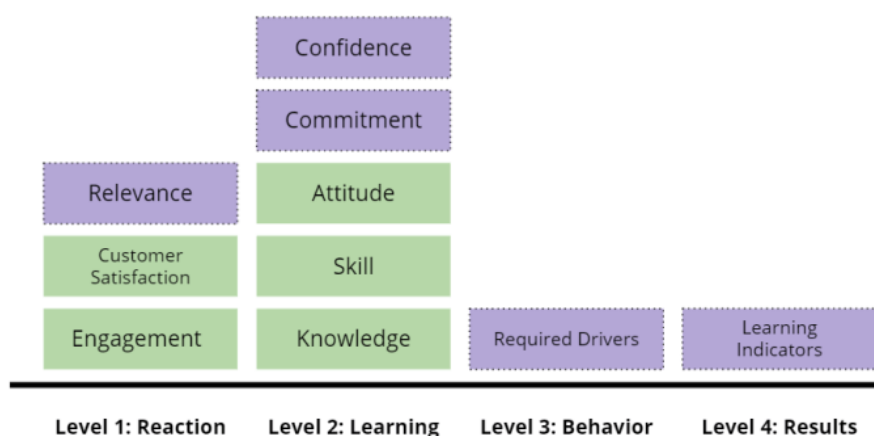 Confidence
Commitment
Relevance
Attitude
Customer
Satisfaction
Skill
Engagement
Knowledge
Required Drivers
Learning
Indicators
Level 1: Reaction
Level 2: Learning
Level 3: Behavior
Level 4: Results